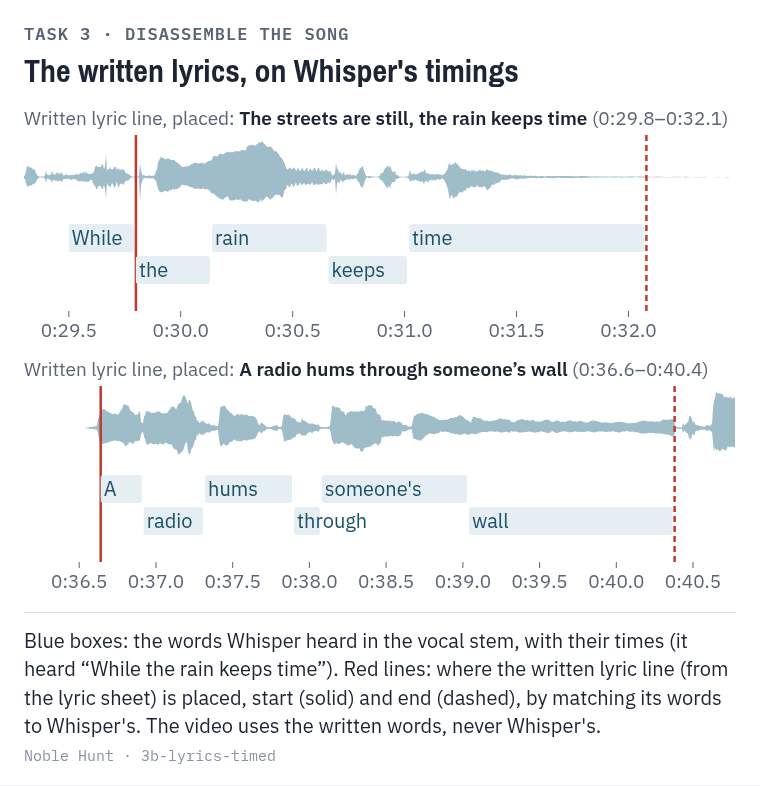 TASK 3 · DISASSEMBLE THE SONG
The written lyrics, on Whisper's timings
Written lyric line, placed: The streets are still, the rain keeps time (0:29.8–0:32.1)
While
rain
time
the
keeps
0:29.5 0:30.0 0:30.5 0:31.0 0:31.5 0:32.0
Written lyric line, placed: A radio hums through someone’s wall (0:36.6–0:40.4)
A
hums
someone's
radio
through
wall
0:36.5 0:37.0 0:37.5 0:38.0 0:38.5 0:39.0 0:39.5 0:40.0 0:40.5
Blue boxes: the words Whisper heard in the vocal stem, with their times (it
heard “While the rain keeps time”). Red lines: where the written lyric line (from
the lyric sheet) is placed, start (solid) and end (dashed), by matching its words
to Whisper's. The video uses the written words, never Whisper's.
Noble Hunt · 3b-lyrics-timed